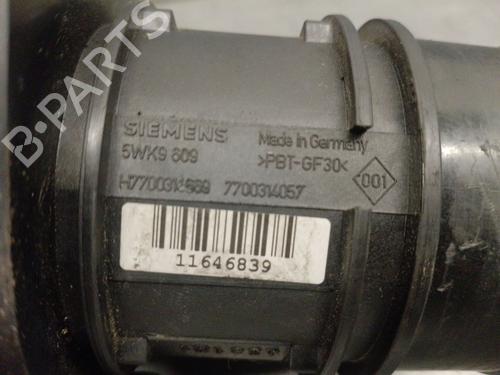 SIEMENS
Made in Germany
5WK9 609
>PBT-GF30<
001
H7700314669 7700314057
11646839
B-PARTS